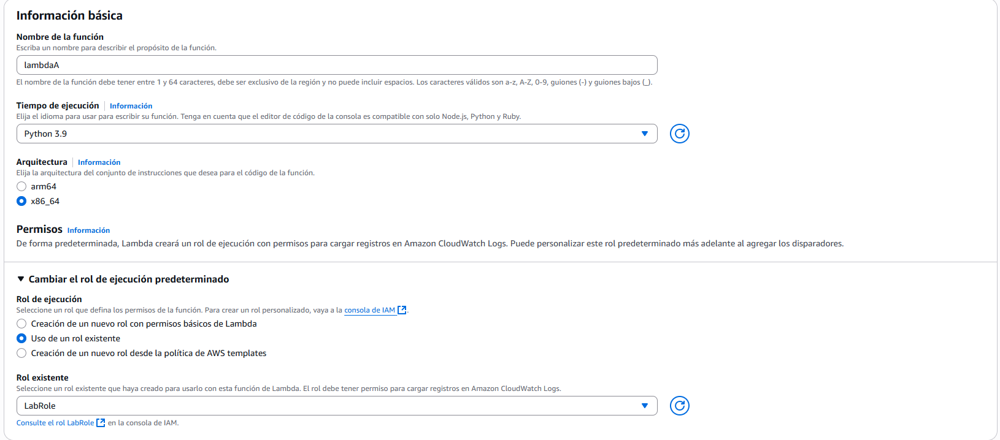 Información básica
Nombre de la función
Escriba un nombre para describir el propósito de la función.
lambdaA
El nombre de la función debe tener entre 1 y 64 caracteres, debe ser exclusivo de la región y no puede incluir espacios. Los caracteres válidos son a-z, A-Z, 0-9, guiones (-) y guiones bajos (_).
Tiempo de ejecución Información
Elija el idioma para usar para escribir su función. Tenga en cuenta que el editor de código de la consola es compatible con solo Node.js, Python y Ruby.
Python 3.9
Arquitectura Información
Elija la arquitectura del conjunto de instrucciones que desea para el código de la función.
arm64
x86_64
Permisos Información
De forma predeterminada, Lambda creará un rol de ejecución con permisos para cargar registros en Amazon CloudWatch Logs. Puede personalizar este rol predeterminado más adelante al agregar los disparadores.
Cambiar el rol de ejecución predeterminado
Rol de ejecución
Seleccione un rol que defina los permisos de la función. Para crear un rol personalizado, vaya a la consola de IAM.
Creación de un nuevo rol con permisos básicos de Lambda
Uso de un rol existente
Creación de un nuevo rol desde la política de AWS templates
Rol existente
Seleccione un rol existente que haya creado para usarlo con esta función de Lambda. El rol debe tener permiso para cargar registros en Amazon CloudWatch Logs.
LabRole
Consulte el rol LabRole en la consola de IAM.